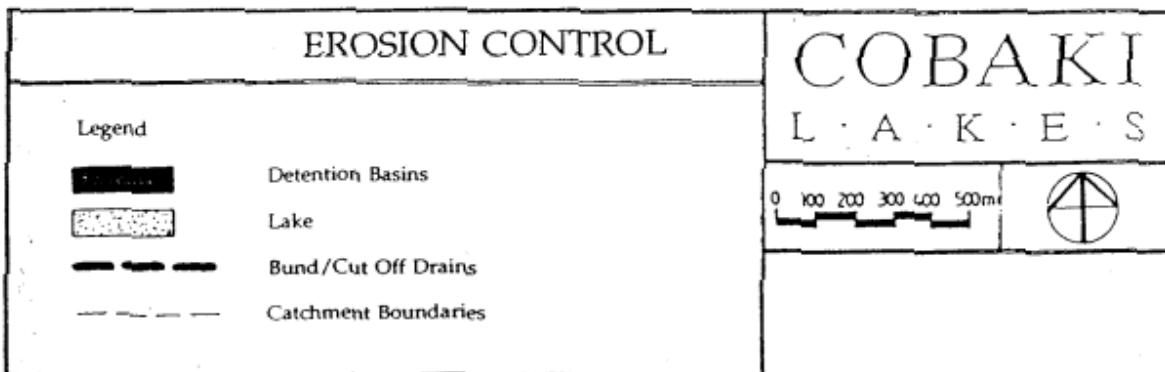 EROSION CONTROL
Legend
Detention Basins
Lake
Bund/Cut Off Drains
Catchment Boundaries
COBAKI
L · A · K · E · S
0 100 200 300 400 500m